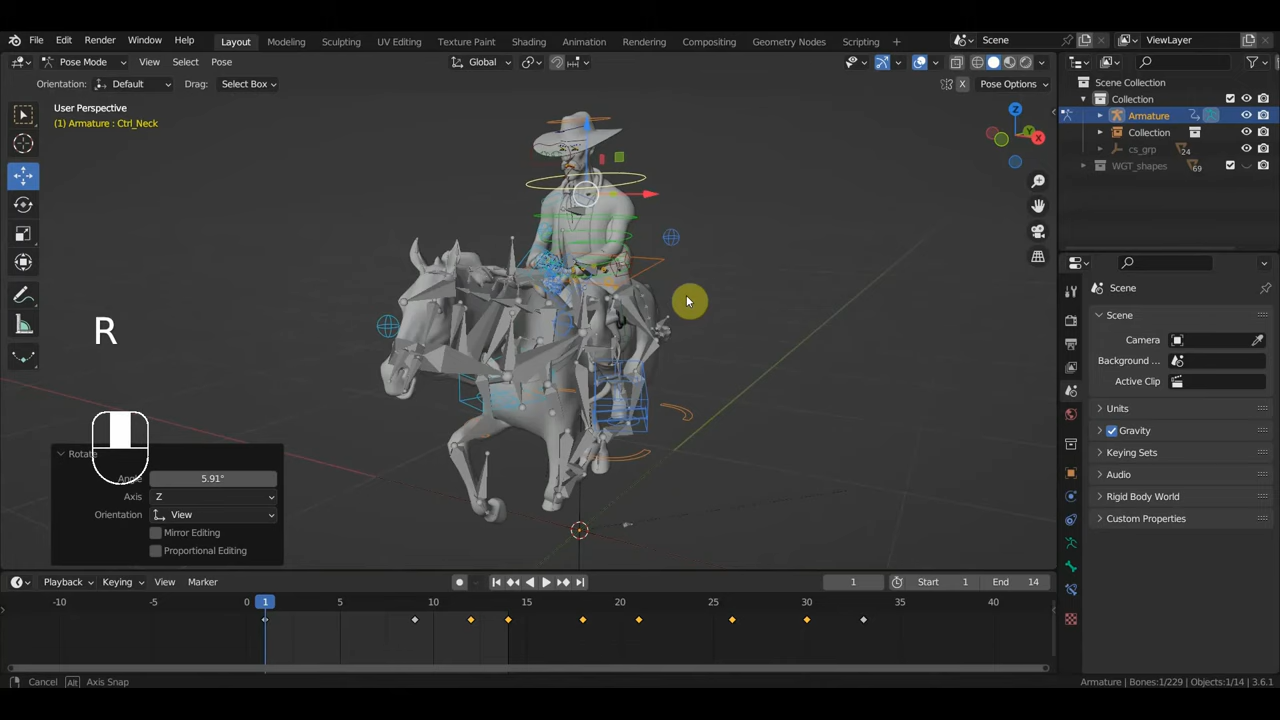 File Edit Render Window Help Layout Modeling Sculpting UV Editing Texture Paint Shading Animation Rendering Compositing Geometry Nodes Scripting + Scene ViewLayer
Pose Mode View Select Pose Global
Orientation: Default Drag: Select Box X Pose Options
User Perspective
(1) Armature : Ctrl_Neck
Scene Collection
Collection
Armature
Collection
cs_grp 24
WGT_shapes 69
Z
Y
X
Scene
Scene
Camera
Background ...
Active Clip
Units
Gravity
Keying Sets
Audio
Rigid Body World
Custom Properties
R
Rotate
Angle 5.91°
Axis Z
Orientation View
Mirror Editing
Proportional Editing
Playback Keying View Marker 1 Start 1 End 14
-10 -5 0 1 5 10 15 20 25 30 35 40
Cancel Alt Axis Snap Armature | Bones:1/229 | Objects:1/14 | 3.6.1